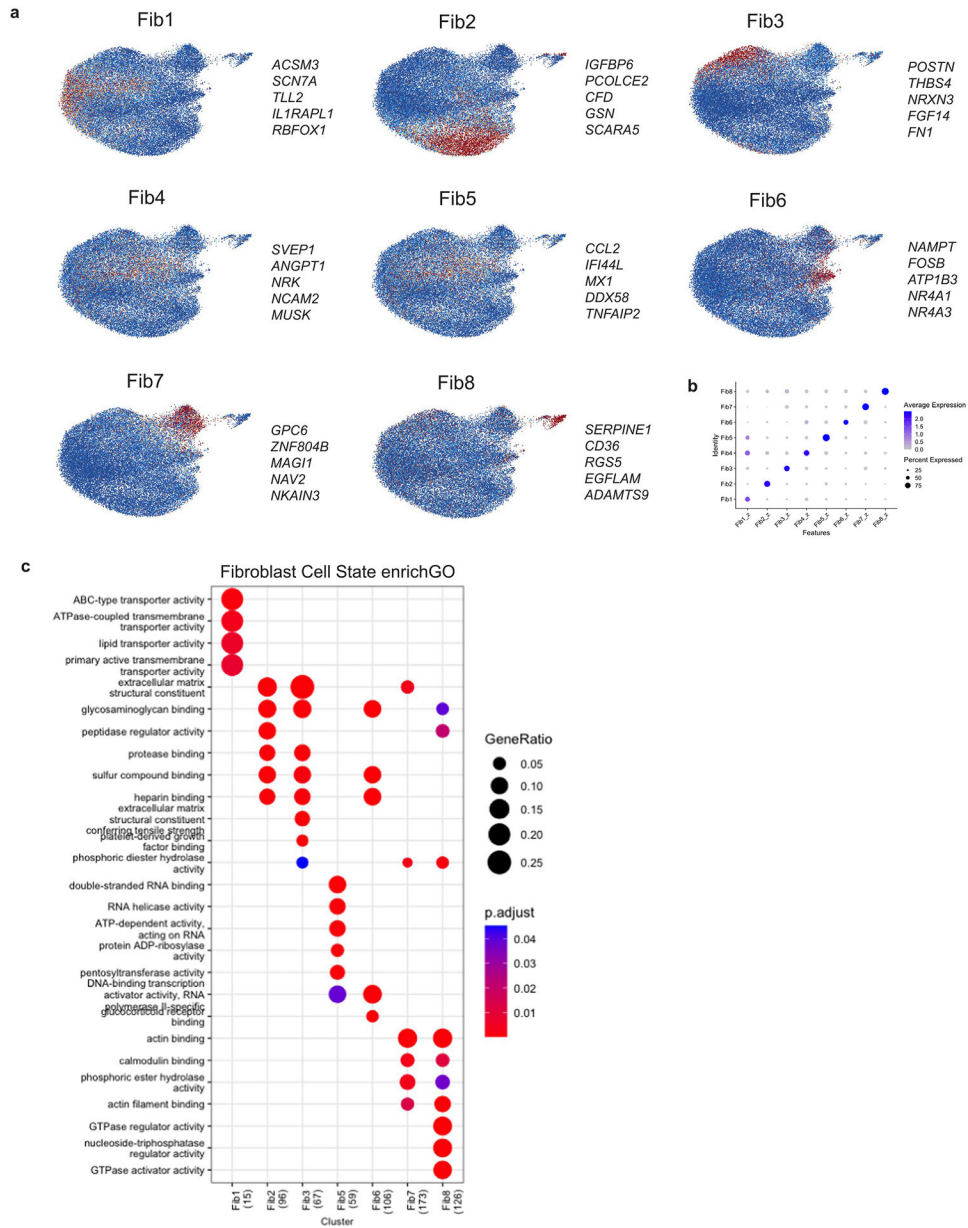 a
Fib1
ACSM3
SCN7A
TLL2
IL1RAPL1
RBFOX1
Fib2
IGFBP6
PCOLCE2
CFD
GSN
SCARA5
Fib3
POSTN
THBS4
NRXN3
FGF14
FN1
Fib4
SVEP1
ANGPT1
NRK
NCAM2
MUSK
Fib5
CCL2
IFI44L
MX1
DDX58
TNFAIP2
Fib6
NAMPT
FOSB
ATP1B3
NR4A1
NR4A3
Fib7
GPC6
ZNF804B
MAGI1
NAV2
NKAIN3
Fib8
SERPINE1
CD36
RGS5
EGFLAM
ADAMTS9
b
Identity
Fib8
Fib7
Fib6
Fib5
Fib4
Fib3
Fib2
Fib1
Fib1_z
Fib2_z
Fib3_z
Fib4_z
Fib5_z
Fib6_z
Fib7_z
Fib8_z
Features
Average Expression
2.0
1.5
1.0
0.5
0.0
Percent Expressed
25
50
75
c
Fibroblast Cell State enrichGO
ABC-type transporter activity
ATPase-coupled transmembrane
transporter activity
lipid transporter activity
primary active transmembrane
transporter activity
extracellular matrix
structural constituent
glycosaminoglycan binding
peptidase regulator activity
protease binding
sulfur compound binding
heparin binding
extracellular matrix
structural constituent
conferring tensile strength
platelet-derived growth
factor binding
phosphoric diester hydrolase
activity
double-stranded RNA binding
RNA helicase activity
ATP-dependent activity,
acting on RNA
protein ADP-ribosylase
activity
pentosyltransferase activity
DNA-binding transcription
activator activity, RNA
polymerase II-specific
glucocorticoid receptor
binding
actin binding
calmodulin binding
phosphoric ester hydrolase
activity
actin filament binding
GTPase regulator activity
nucleoside-triphosphatase
regulator activity
GTPase activator activity
Fib1
(15)
Fib2
(96)
Fib3
(67)
Fib5
(59)
Fib6
(106)
Fib7
(173)
Fib8
(126)
Cluster
GeneRatio
0.05
0.10
0.15
0.20
0.25
p.adjust
0.04
0.03
0.02
0.01